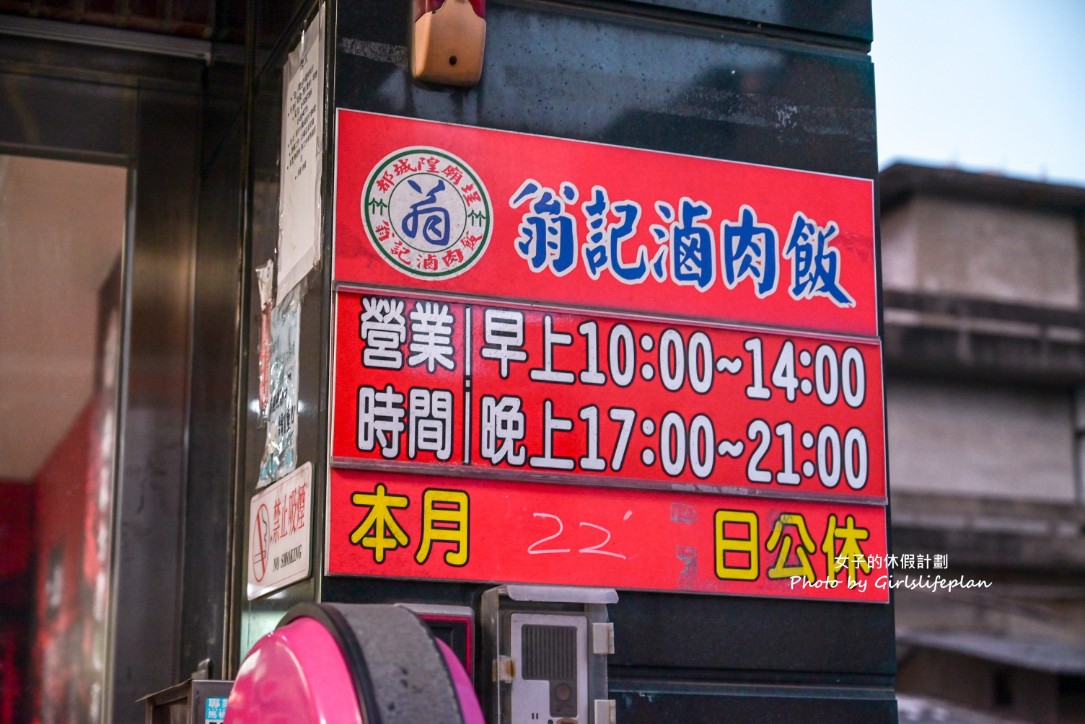 都城隍廟埕
翁
翁記滷肉飯
翁記滷肉飯
營業時間
早上10:00~14:00
晚上17:00~21:00
本月 22 日公休
禁止吸煙
NO SMOKING
女子的休假計劃
Photo by Girlslifeplan